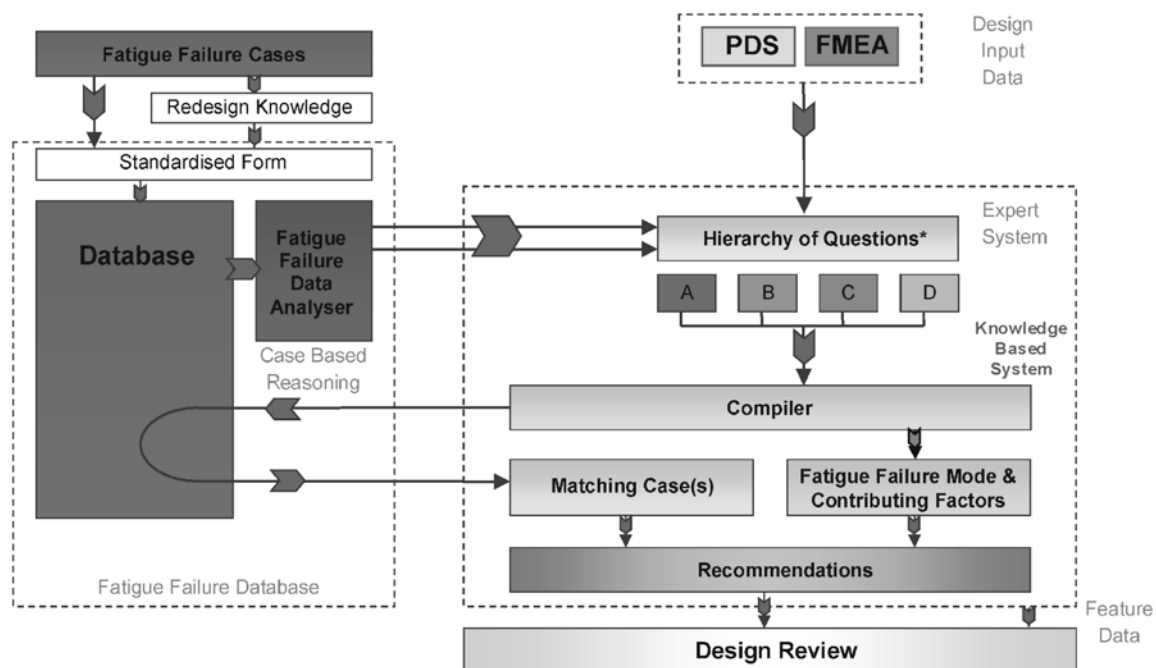 Fatigue Failure Cases
Redesign Knowledge
Standardised Form
Database
Fatigue
Failure
Data
Analyser
Case Based
Reasoning
Fatigue Failure Database
PDS
FMEA
Design
Input
Data
Expert
System
Hierarchy of Questions*
A
B
C
D
Knowledge
Based
System
Compiler
Matching Case(s)
Fatigue Failure Mode &
Contributing Factors
Recommendations
Feature
Data
Design Review